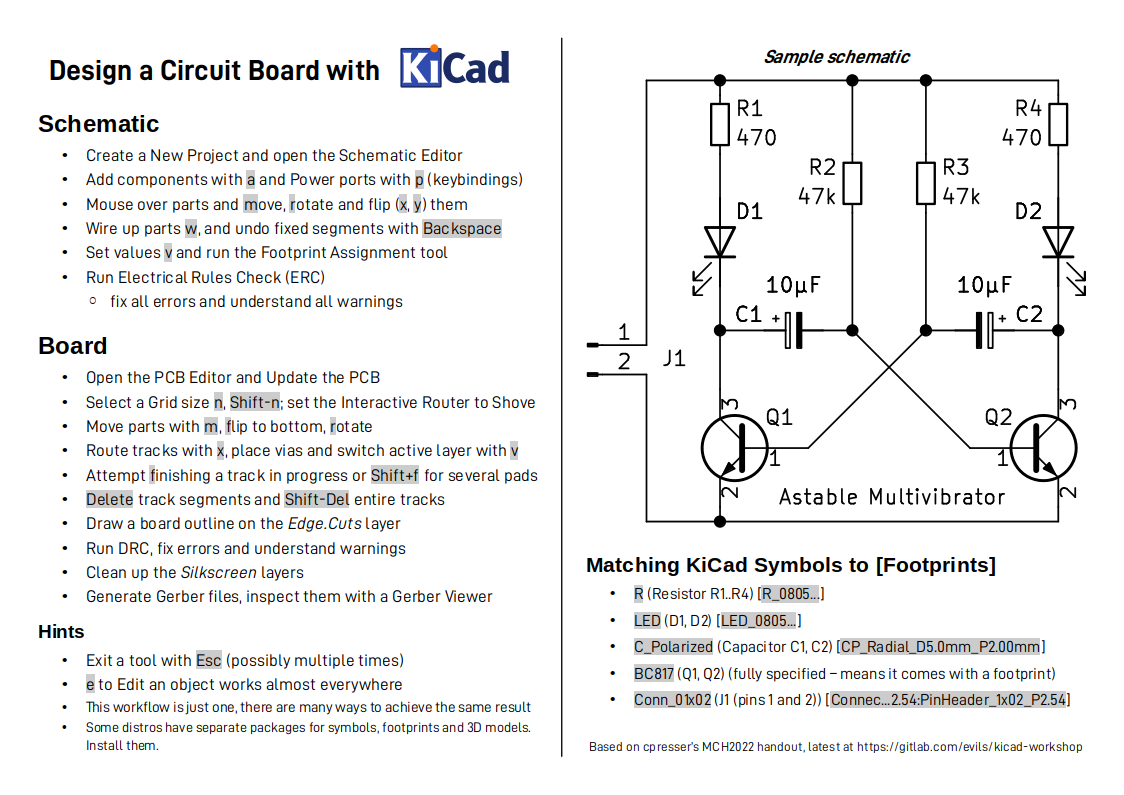 Design a Circuit Board with KiCad
Schematic
• Create a New Project and open the Schematic Editor
• Add components with a and Power ports with p (keybindings)
• Mouse over parts and move, rotate and flip (x, y) them
• Wire up parts w, and undo fixed segments with Backspace
• Set values v and run the Footprint Assignment tool
• Run Electrical Rules Check (ERC)
○ fix all errors and understand all warnings
Board
• Open the PCB Editor and Update the PCB
• Select a Grid size n, Shift-n; set the Interactive Router to Shove
• Move parts with m, flip to bottom, rotate
• Route tracks with x, place vias and switch active layer with v
• Attempt finishing a track in progress or Shift+f for several pads
• Delete track segments and Shift-Del entire tracks
• Draw a board outline on the Edge.Cuts layer
• Run DRC, fix errors and understand warnings
• Clean up the Silkscreen layers
• Generate Gerber files, inspect them with a Gerber Viewer
Hints
• Exit a tool with Esc (possibly multiple times)
• e to Edit an object works almost everywhere
• This workflow is just one, there are many ways to achieve the same result
• Some distros have separate packages for symbols, footprints and 3D models.
Install them.
Sample schematic
R1
470
R4
470
R2
47k
R3
47k
D1
D2
10µF
10µF
C1 +
+ C2
1
2
J1
3
Q1
1
2
3
Q2
1
2
Astable Multivibrator
Matching KiCad Symbols to [Footprints]
• R (Resistor R1..R4) [R_0805...]
• LED (D1, D2) [LED_0805...]
• C_Polarized (Capacitor C1, C2) [CP_Radial_D5.0mm_P2.00mm]
• BC817 (Q1, Q2) (fully specified – means it comes with a footprint)
• Conn_01x02 (J1 (pins 1 and 2)) [Connec...2.54:PinHeader_1x02_P2.54]
Based on cpresser's MCH2022 handout, latest at https://gitlab.com/evils/kicad-workshop